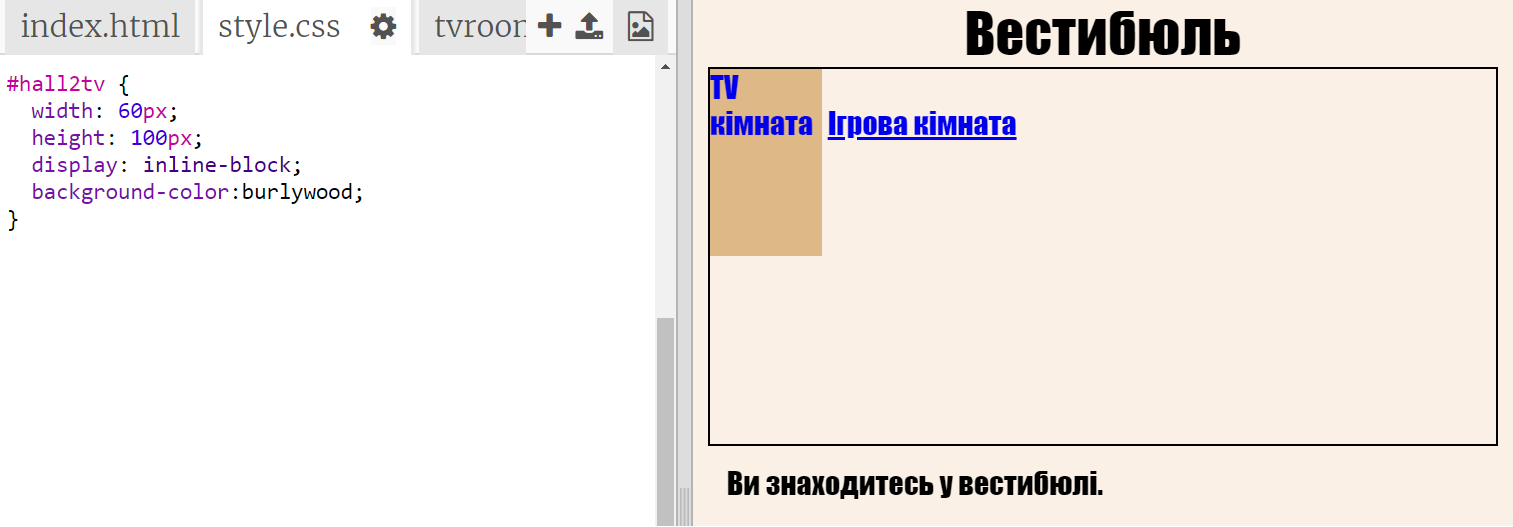 index.html style.css tvroom
#hall2tv {
width: 60px;
height: 100px;
display: inline-block;
background-color:burlywood;
}
Вестибюль
TV
кімната Ігрова кімната
Ви знаходитесь у вестибюлі.